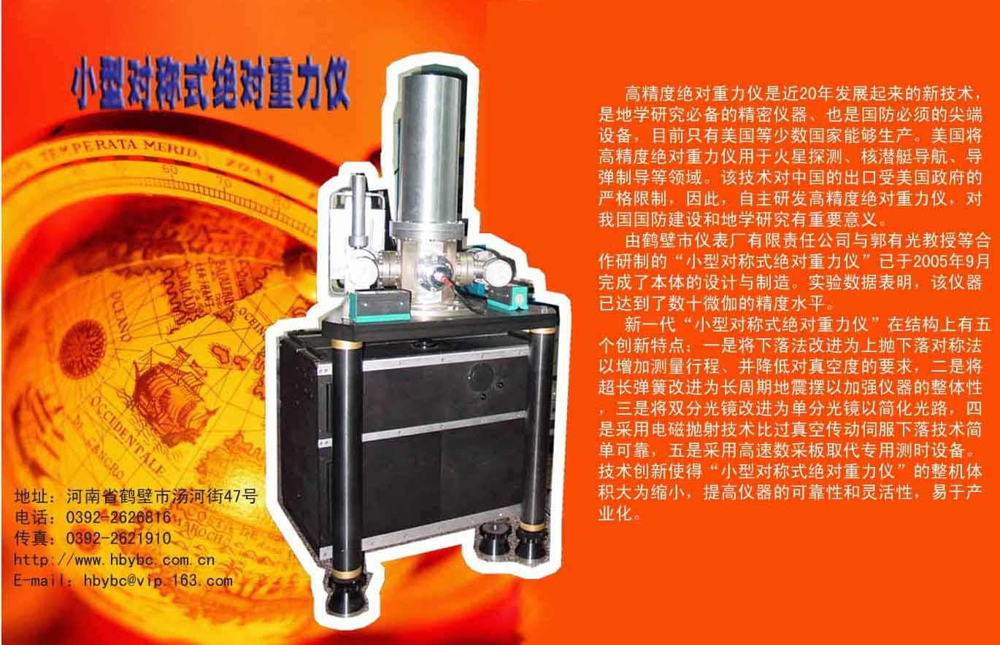 小型对称式绝对重力仪
TEMPERATA MERID. ZONA
60
70
80
OCEANO
OCCIDENTALE
地址：河南省鹤壁市汤河街47号
电话：0392-2626816
传真：0392-2621910
http://www.hbybc.com.cn
E-mail：hbybc@vip.163.com
高精度绝对重力仪是近20年发展起来的新技术，
是地学研究必备的精密仪器、也是国防必须的尖端
设备，目前只有美国等少数国家能够生产。美国将
高精度绝对重力仪用于火星探测、核潜艇导航、导
弹制导等领域。该技术对中国的出口受美国政府的
严格限制，因此，自主研发高精度绝对重力仪，对
我国国防建设和地学研究有重要意义。
由鹤壁市仪表厂有限责任公司与郭有光教授等合
作研制的“小型对称式绝对重力仪”已于2005年9月
完成了本体的设计与制造。实验数据表明，该仪器
已达到了数十微伽的精度水平。
新一代“小型对称式绝对重力仪”在结构上有五
个创新特点：一是将下落法改进为上抛下落对称法
以增加测量行程、并降低对真空度的要求，二是将
超长弹簧改进为长周期地震摆以加强仪器的整体性
，三是将双分光镜改进为单分光镜以简化光路，四
是采用电磁抛射技术比过真空传动伺服下落技术简
单可靠，五是采用高速数采板取代专用测时设备。
技术创新使得“小型对称式绝对重力仪”的整机体
积大为缩小，提高仪器的可靠性和灵活性，易于产
业化。